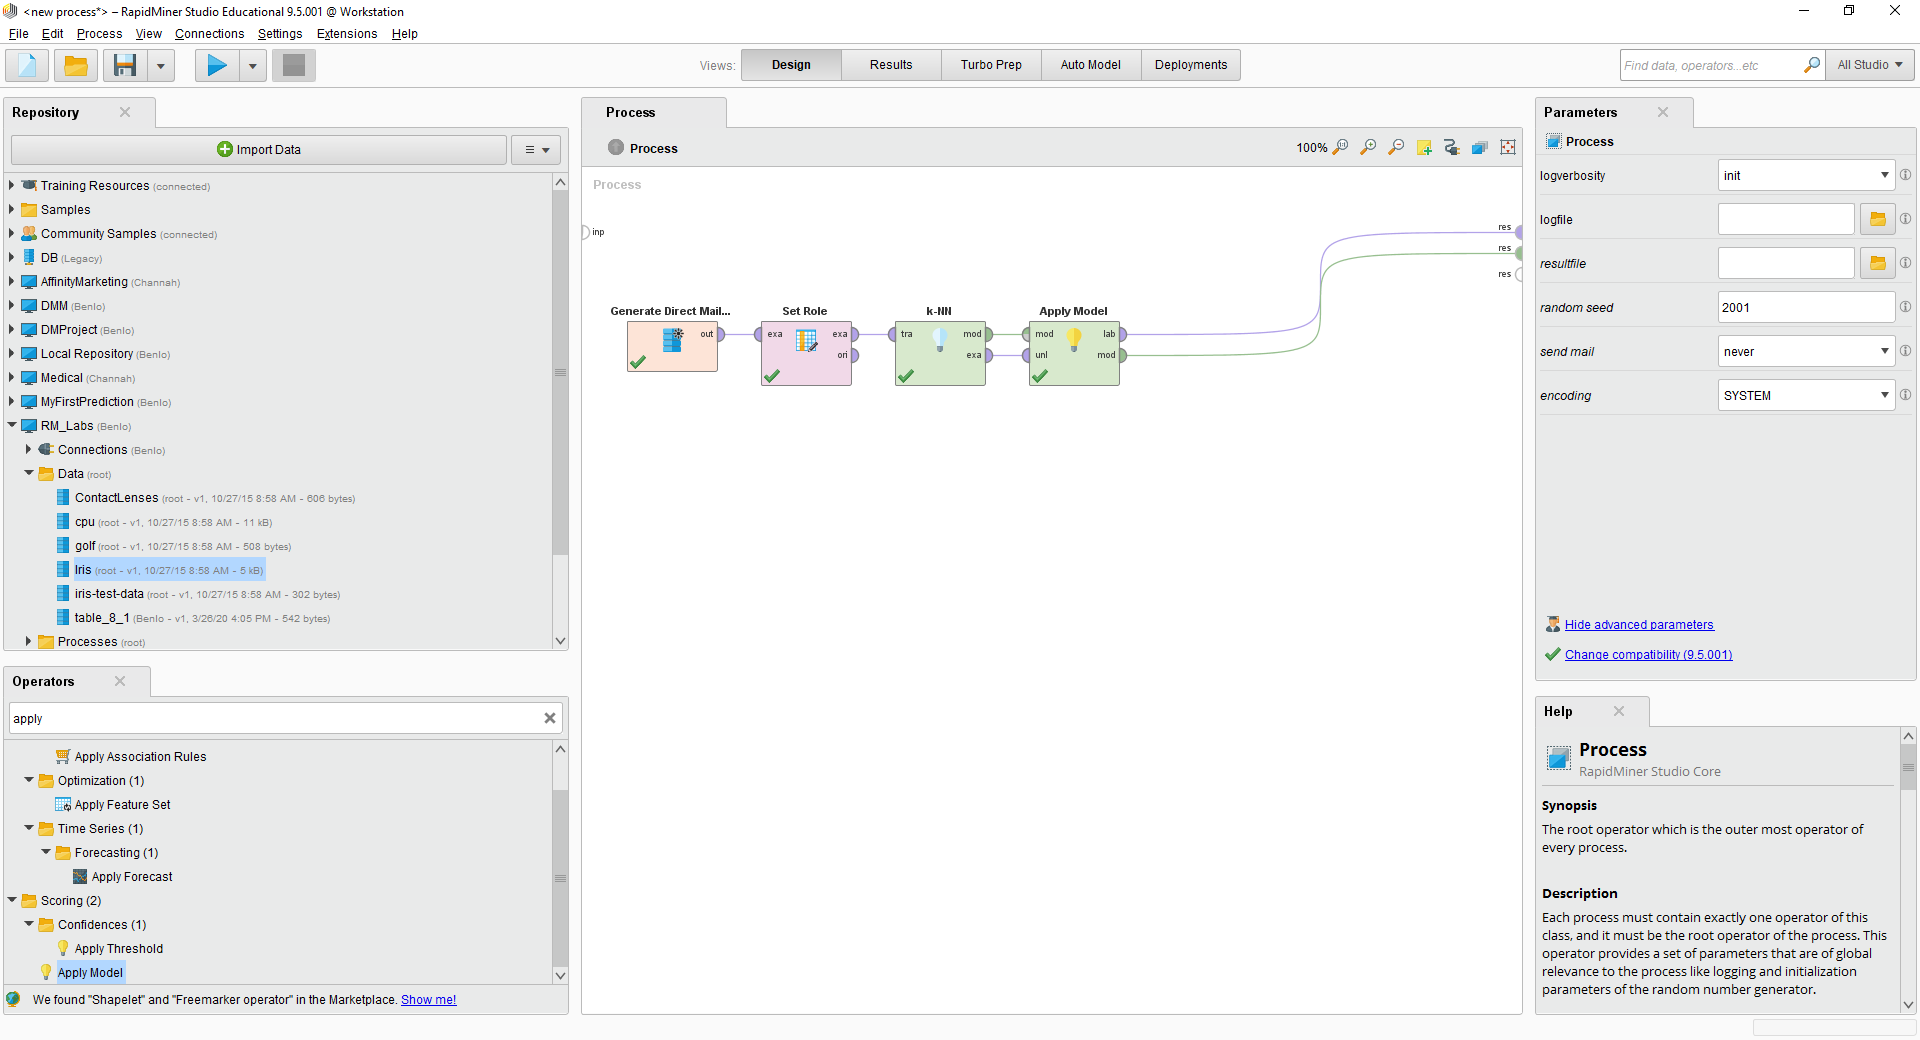 <new process*> – RapidMiner Studio Educational 9.5.001 @ Workstation
File Edit Process View Connections Settings Extensions Help
Views: Design Results Turbo Prep Auto Model Deployments
Find data, operators...etc All Studio
Repository
Import Data
Training Resources (connected)
Samples
Community Samples (connected)
DB (Legacy)
AffinityMarketing (Channah)
DMM (Benlo)
DMProject (Benlo)
Local Repository (Benlo)
Medical (Channah)
MyFirstPrediction (Benlo)
RM_Labs (Benlo)
Connections (Benlo)
Data (root)
ContactLenses (root - v1, 10/27/15 8:58 AM - 606 bytes)
cpu (root - v1, 10/27/15 8:58 AM - 11 kB)
golf (root - v1, 10/27/15 8:58 AM - 508 bytes)
Iris (root - v1, 10/27/15 8:58 AM - 5 kB)
iris-test-data (root - v1, 10/27/15 8:58 AM - 302 bytes)
table_8_1 (Benlo - v1, 3/26/20 4:05 PM - 542 bytes)
Processes (root)
Operators
apply
Apply Association Rules
Optimization (1)
Apply Feature Set
Time Series (1)
Forecasting (1)
Apply Forecast
Scoring (2)
Confidences (1)
Apply Threshold
Apply Model
We found "Shapelet" and "Freemarker operator" in the Marketplace. Show me!
Process
Process
100%
Process
inp
res
res
res
Generate Direct Mail...
out
Set Role
exa exa
ori
k-NN
tra mod
exa
Apply Model
mod lab
unl mod
Parameters
Process
logverbosity init
logfile
resultfile
random seed 2001
send mail never
encoding SYSTEM
Hide advanced parameters
Change compatibility (9.5.001)
Help
Process
RapidMiner Studio Core
Synopsis
The root operator which is the outer most operator of
every process.
Description
Each process must contain exactly one operator of this
class, and it must be the root operator of the process. This
operator provides a set of parameters that are of global
relevance to the process like logging and initialization
parameters of the random number generator.